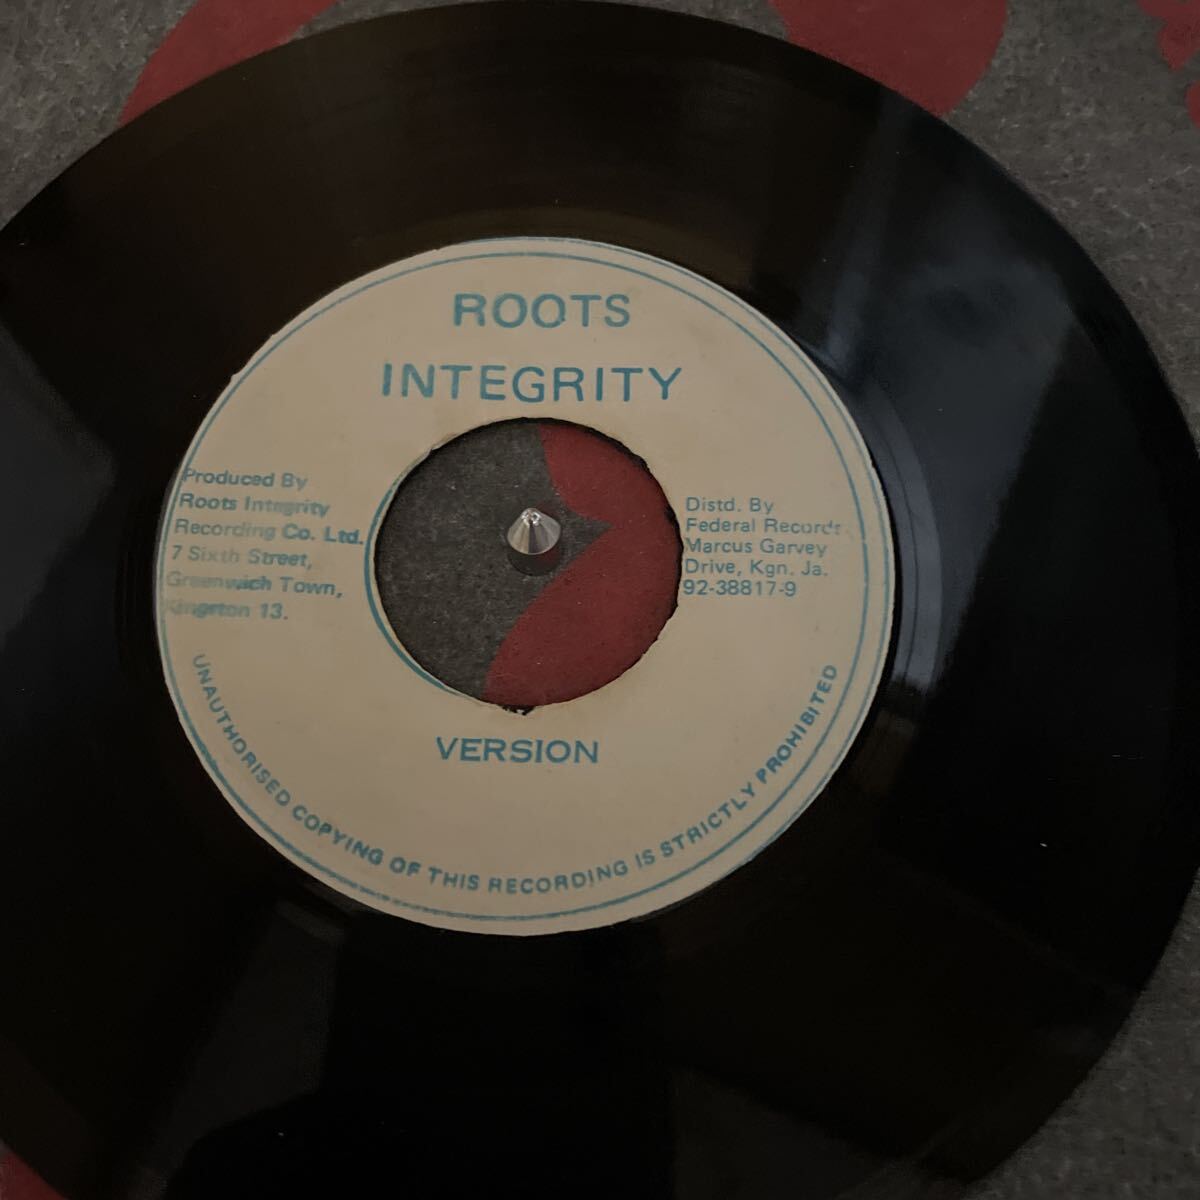 ROOTS
INTEGRITY
Produced By
Roots Integrity
Recording Co. Ltd.
7 Sixth Street,
Greenwich Town,
Kingston 13.
Distd. By
Federal Records
Marcus Garvey
Drive, Kgn. Ja.
92-38817-9
VERSION
UNAUTHORISED COPYING OF THIS RECORDING IS STRICTLY PROHIBITED